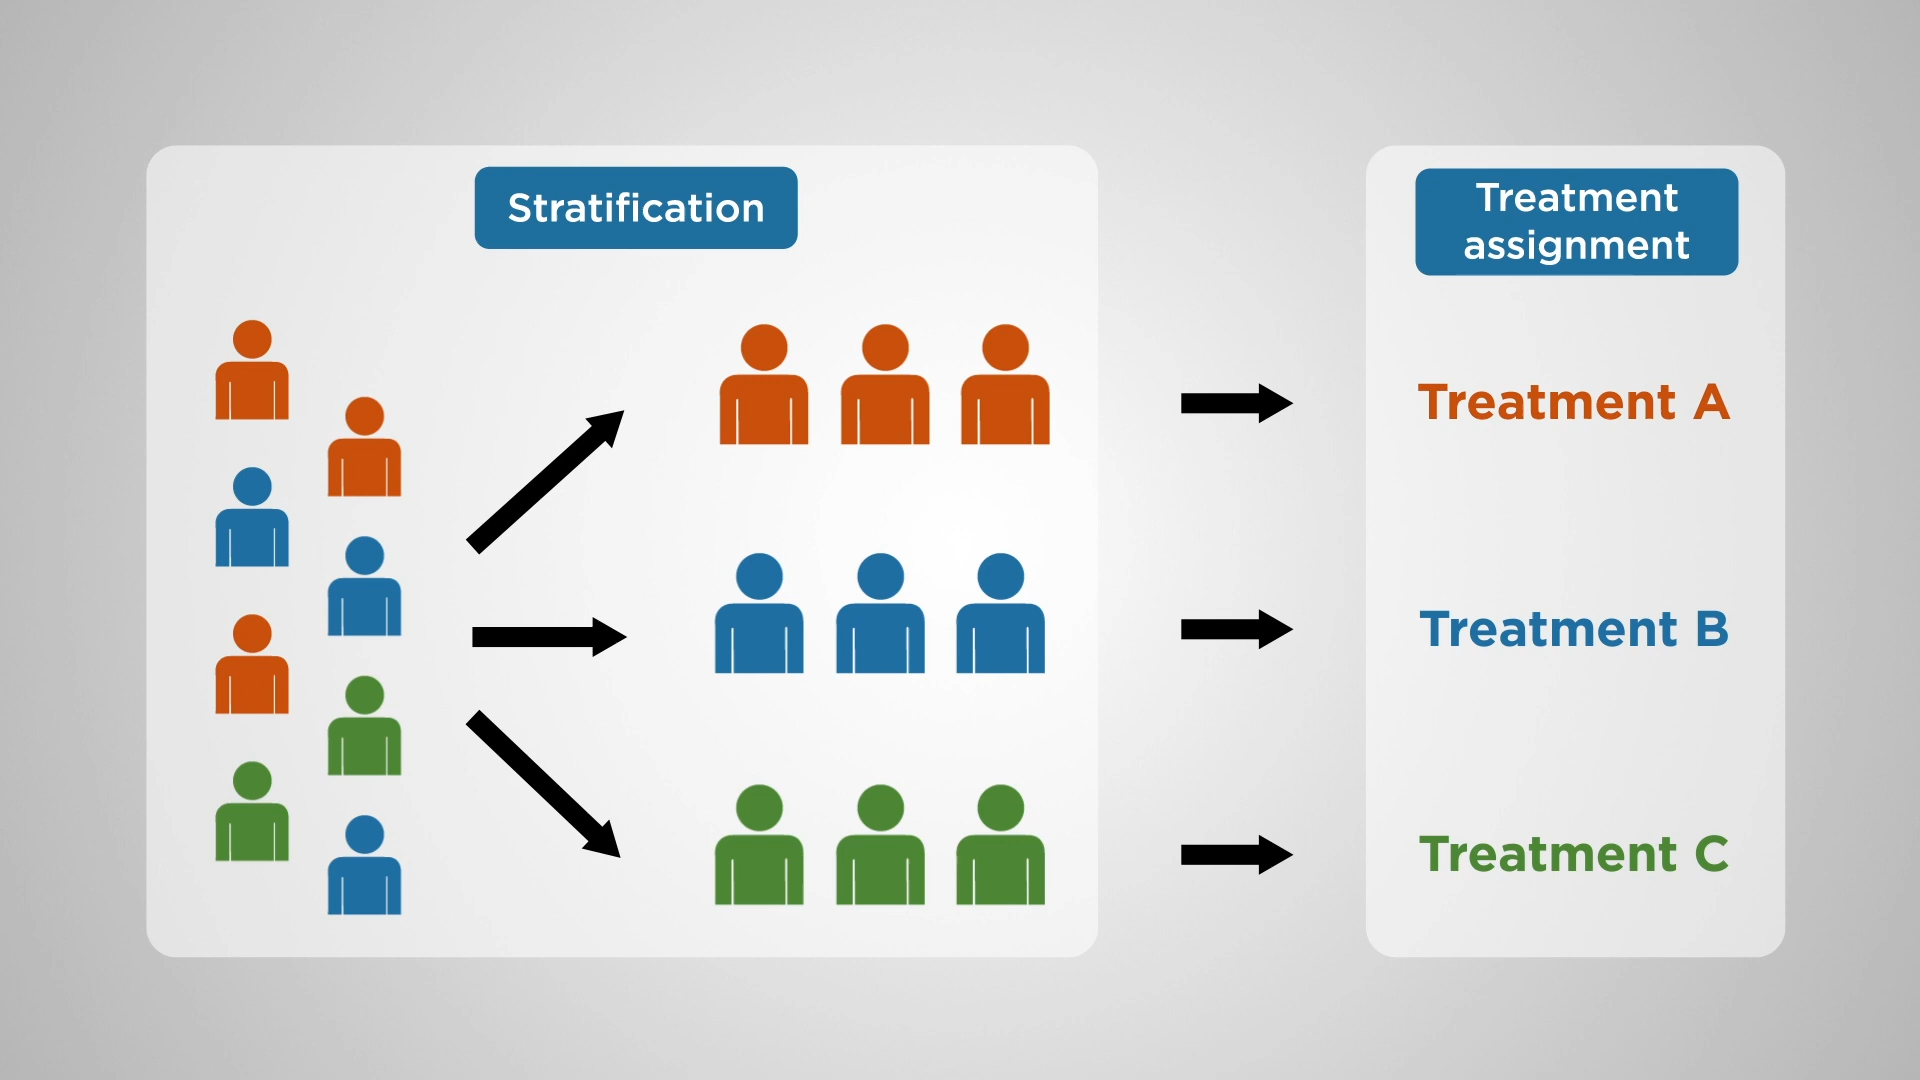 Stratification
Treatment
assignment
Treatment A
Treatment B
Treatment C